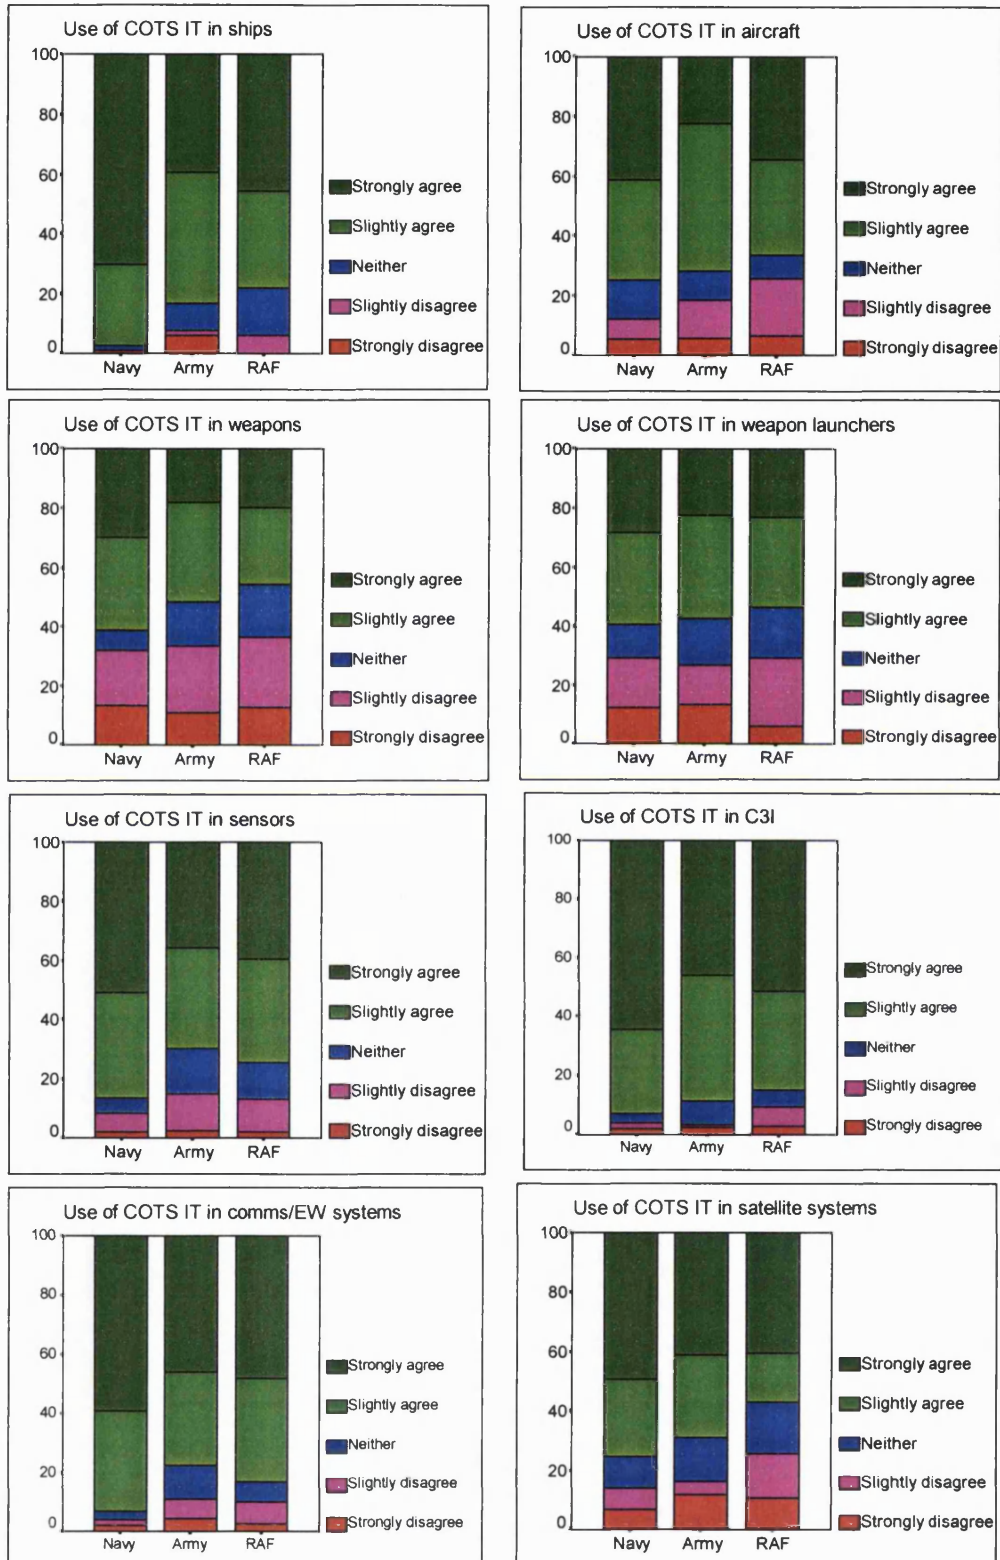 Use of COTS IT in ships
100
80
60
40
20
0
Navy Army RAF
Strongly agree
Slightly agree
Neither
Slightly disagree
Strongly disagree
Use of COTS IT in aircraft
100
80
60
40
20
0
Navy Army RAF
Strongly agree
Slightly agree
Neither
Slightly disagree
Strongly disagree
Use of COTS IT in weapons
100
80
60
40
20
0
Navy Army RAF
Strongly agree
Slightly agree
Neither
Slightly disagree
Strongly disagree
Use of COTS IT in weapon launchers
100
80
60
40
20
0
Navy Army RAF
Strongly agree
Slightly agree
Neither
Slightly disagree
Strongly disagree
Use of COTS IT in sensors
100
80
60
40
20
0
Navy Army RAF
Strongly agree
Slightly agree
Neither
Slightly disagree
Strongly disagree
Use of COTS IT in C3I
100
80
60
40
20
0
Navy Army RAF
Strongly agree
Slightly agree
Neither
Slightly disagree
Strongly disagree
Use of COTS IT in comms/EW systems
100
80
60
40
20
0
Navy Army RAF
Strongly agree
Slightly agree
Neither
Slightly disagree
Strongly disagree
Use of COTS IT in satellite systems
100
80
60
40
20
0
Navy Army RAF
Strongly agree
Slightly agree
Neither
Slightly disagree
Strongly disagree